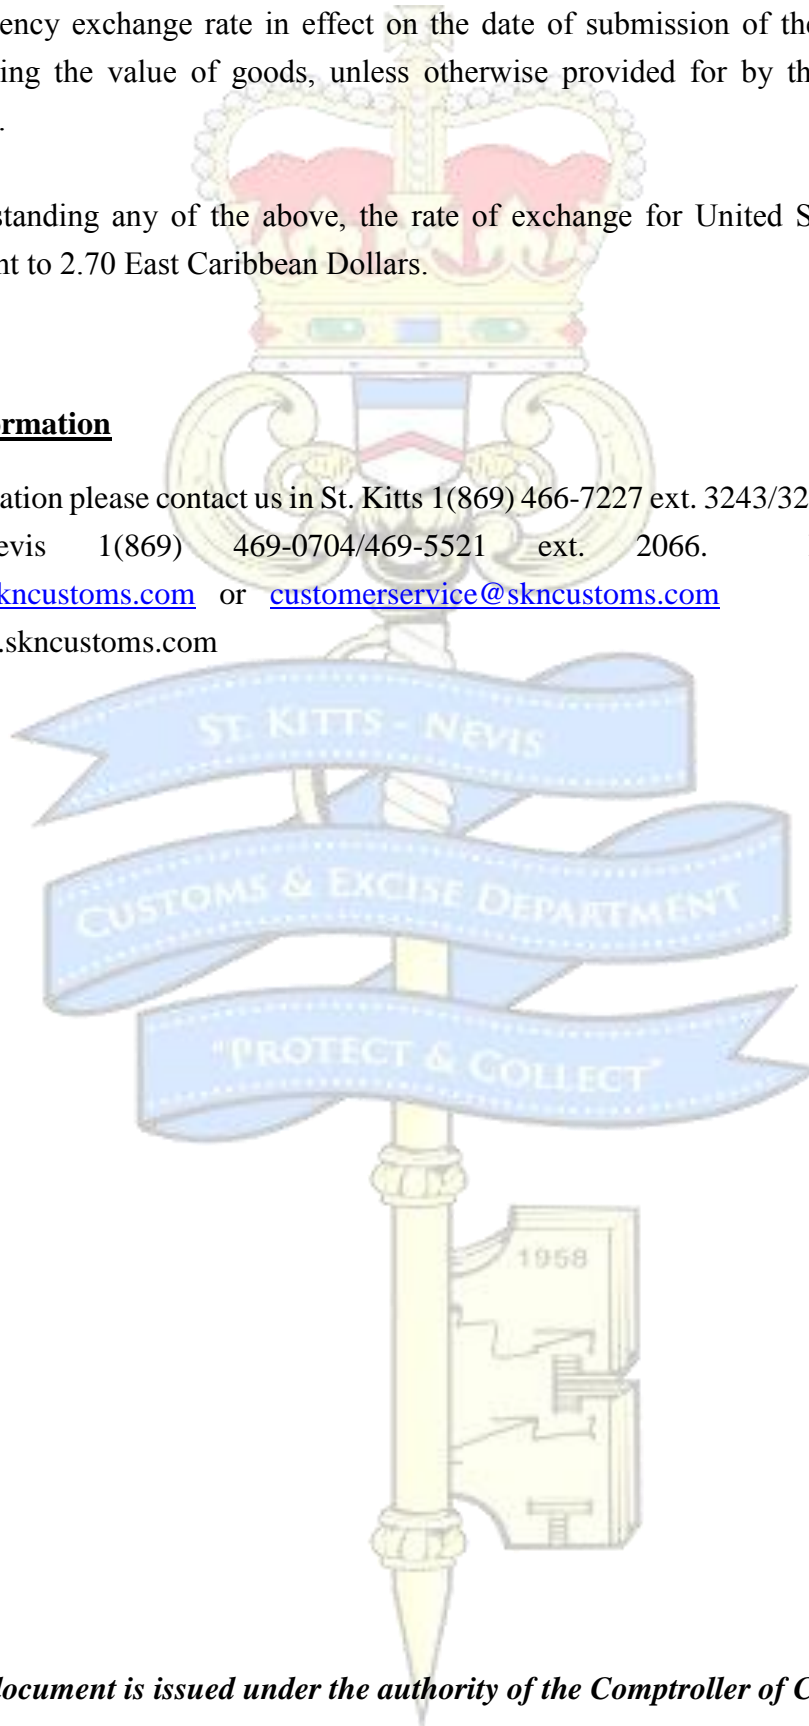 ency exchange rate in effect on the date of submission of the
ing the value of goods, unless otherwise provided for by th
.
standing any of the above, the rate of exchange for United S
nt to 2.70 East Caribbean Dollars.
ormation
ation please contact us in St. Kitts 1(869) 466-7227 ext. 3243/32
evis 1(869) 469-0704/469-5521 ext. 2066.
kncustoms.com or customerservice@skncustoms.com
.skncustoms.com
ST. KITTS - NEVIS
CUSTOMS & EXCISE DEPARTMENT
"PROTECT & COLLECT"
1958
document is issued under the authority of the Comptroller of C